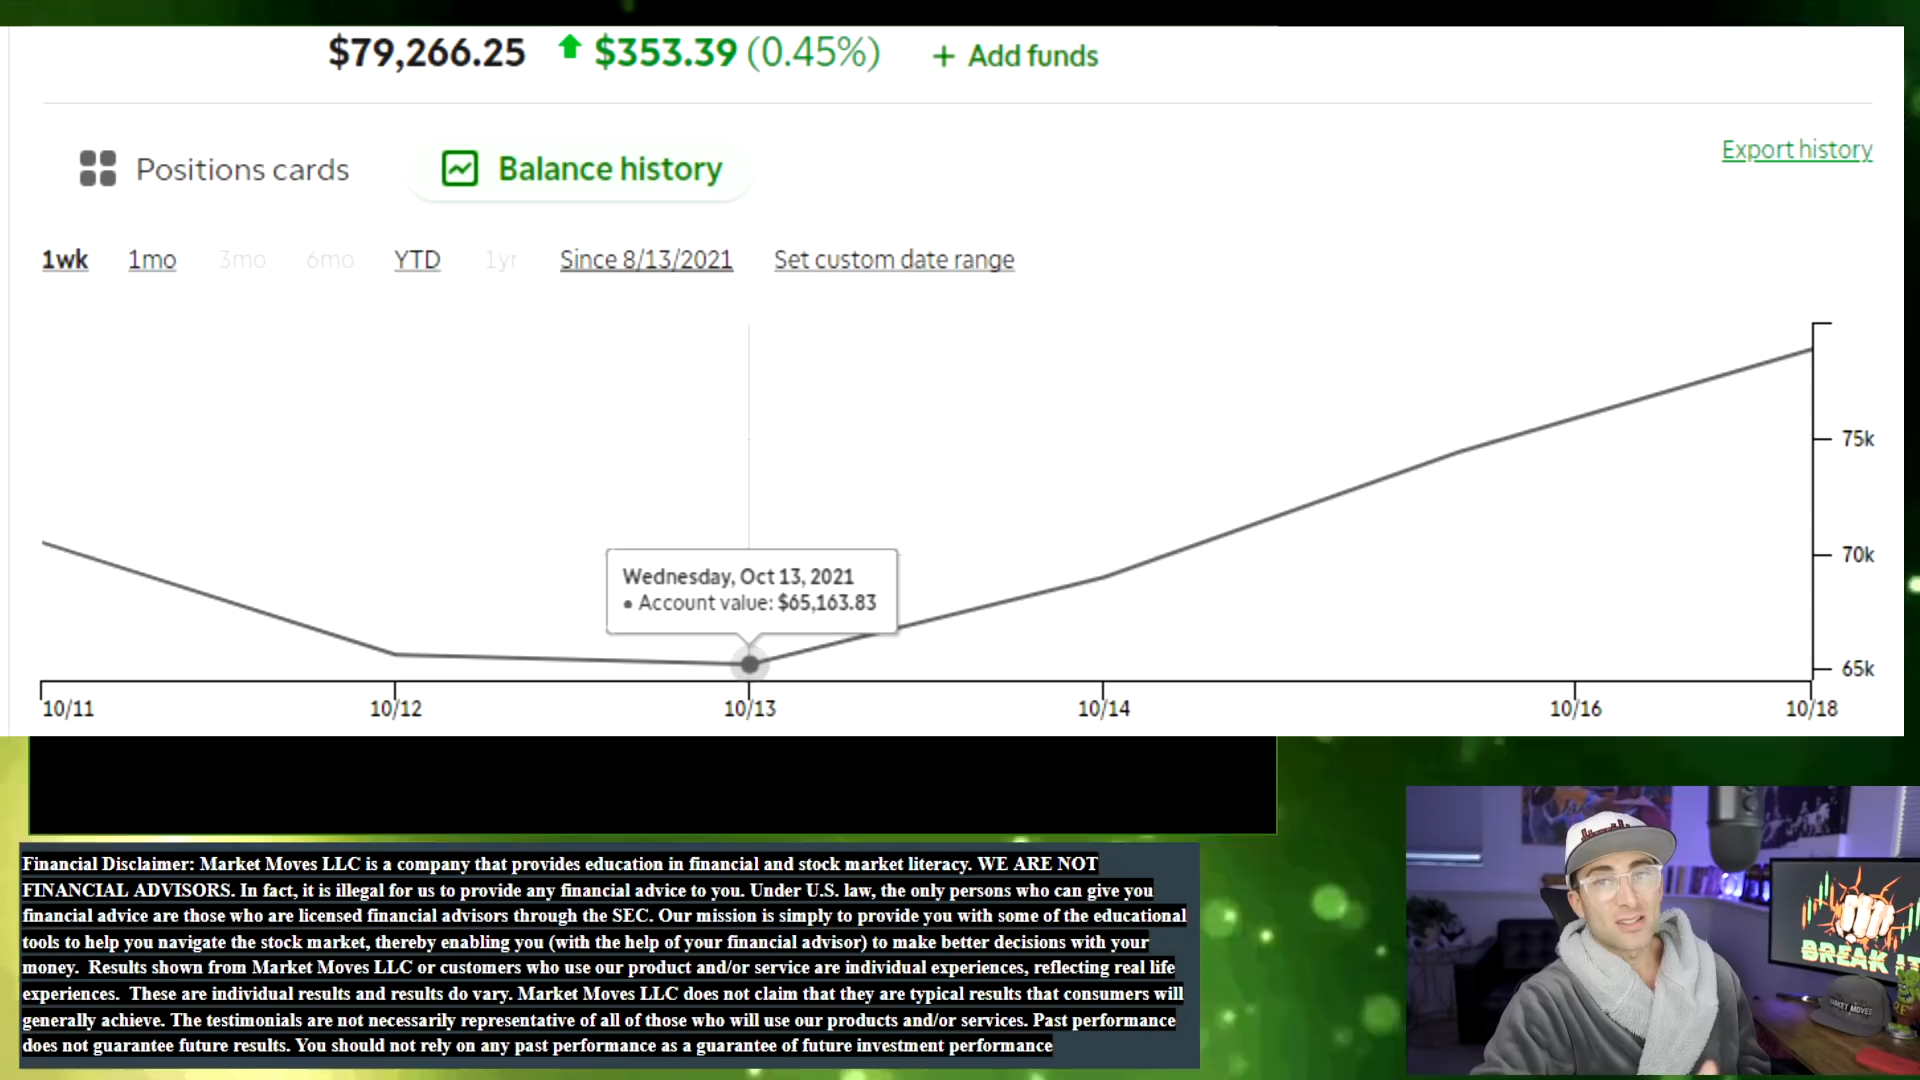 $79,266.25 $353.39 (0.45%) + Add funds
Positions cards Balance history Export history
1wk 1mo 3mo 6mo YTD 1yr Since 8/13/2021 Set custom date range
75k
70k
Wednesday, Oct 13, 2021
• Account value: $65,163.83
65k
10/11 10/12 10/13 10/14 10/16 10/18
Financial Disclaimer: Market Moves LLC is a company that provides education in financial and stock market literacy. WE ARE NOT
FINANCIAL ADVISORS. In fact, it is illegal for us to provide any financial advice to you. Under U.S. law, the only persons who can give you
financial advice are those who are licensed financial advisors through the SEC. Our mission is simply to provide you with some of the educational
tools to help you navigate the stock market, thereby enabling you (with the help of your financial advisor) to make better decisions with your
money. Results shown from Market Moves LLC or customers who use our product and/or service are individual experiences, reflecting real life
experiences. These are individual results and results do vary. Market Moves LLC does not claim that they are typical results that consumers will
generally achieve. The testimonials are not necessarily representative of all of those who will use our products and/or services. Past performance
does not guarantee future results. You should not rely on any past performance as a guarantee of future investment performance
BREAK IT
MARKET MOVES